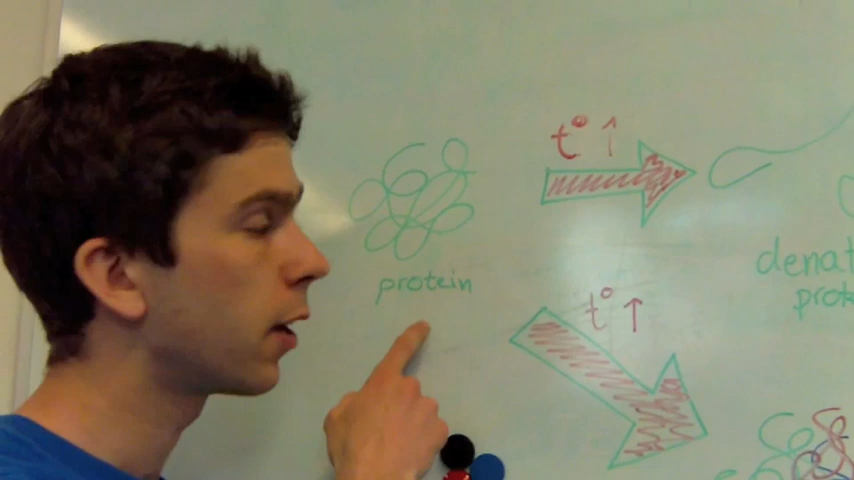 t° ↑
protein
t° ↑
denat
prot